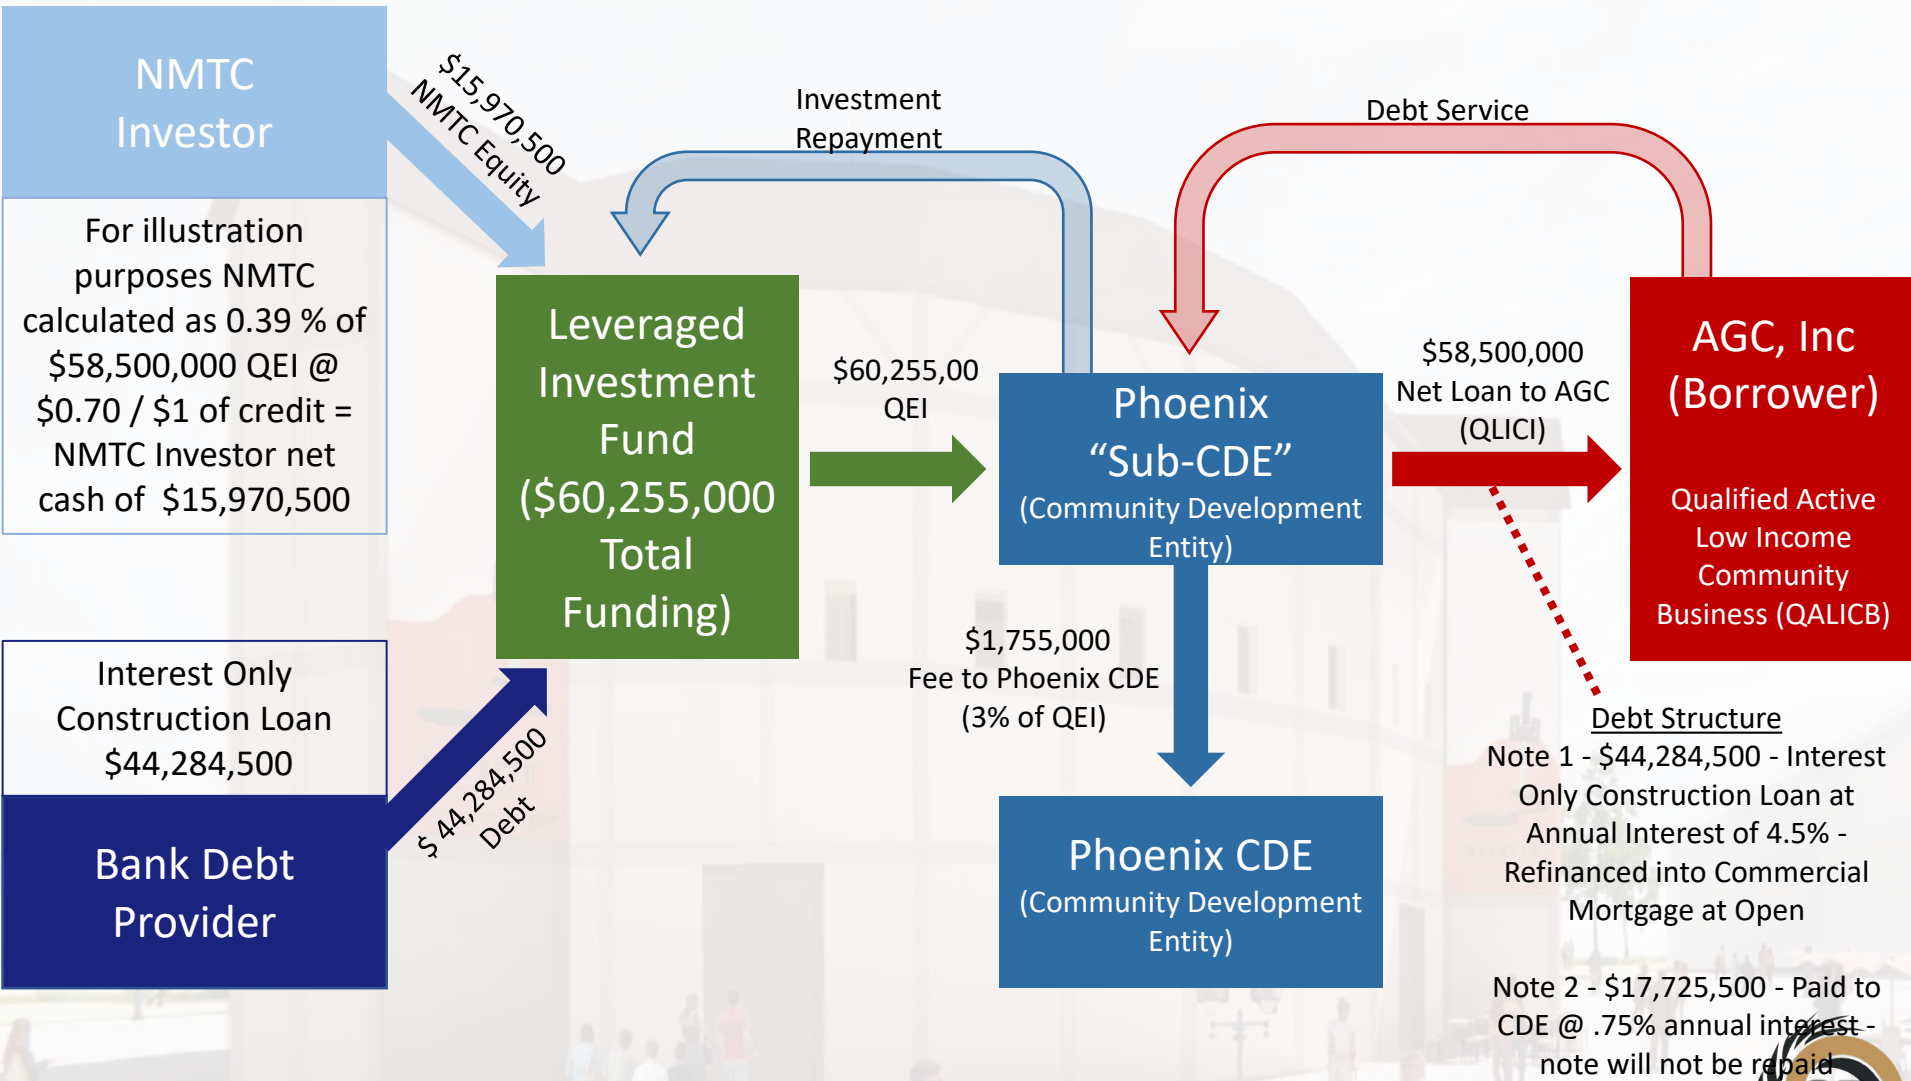 NMTC
Investor
For illustration
purposes NMTC
calculated as 0.39 % of
$58,500,000 QEI @
$0.70 / $1 of credit =
NMTC Investor net
cash of $15,970,500
$15,970,500
NMTC Equity
Interest Only
Construction Loan
$44,284,500
Bank Debt
Provider
$ 44,284,500
Debt
Leveraged
Investment
Fund
($60,255,000
Total
Funding)
Investment
Repayment
$60,255,00
QEI
Phoenix
“Sub-CDE”
(Community Development
Entity)
$1,755,000
Fee to Phoenix CDE
(3% of QEI)
Phoenix CDE
(Community Development
Entity)
Debt Service
$58,500,000
Net Loan to AGC
(QLICI)
AGC, Inc
(Borrower)
Qualified Active
Low Income
Community
Business (QALICB)
Debt Structure
Note 1 - $44,284,500 - Interest
Only Construction Loan at
Annual Interest of 4.5% -
Refinanced into Commercial
Mortgage at Open
Note 2 - $17,725,500 - Paid to
CDE @ .75% annual interest -
note will not be repaid